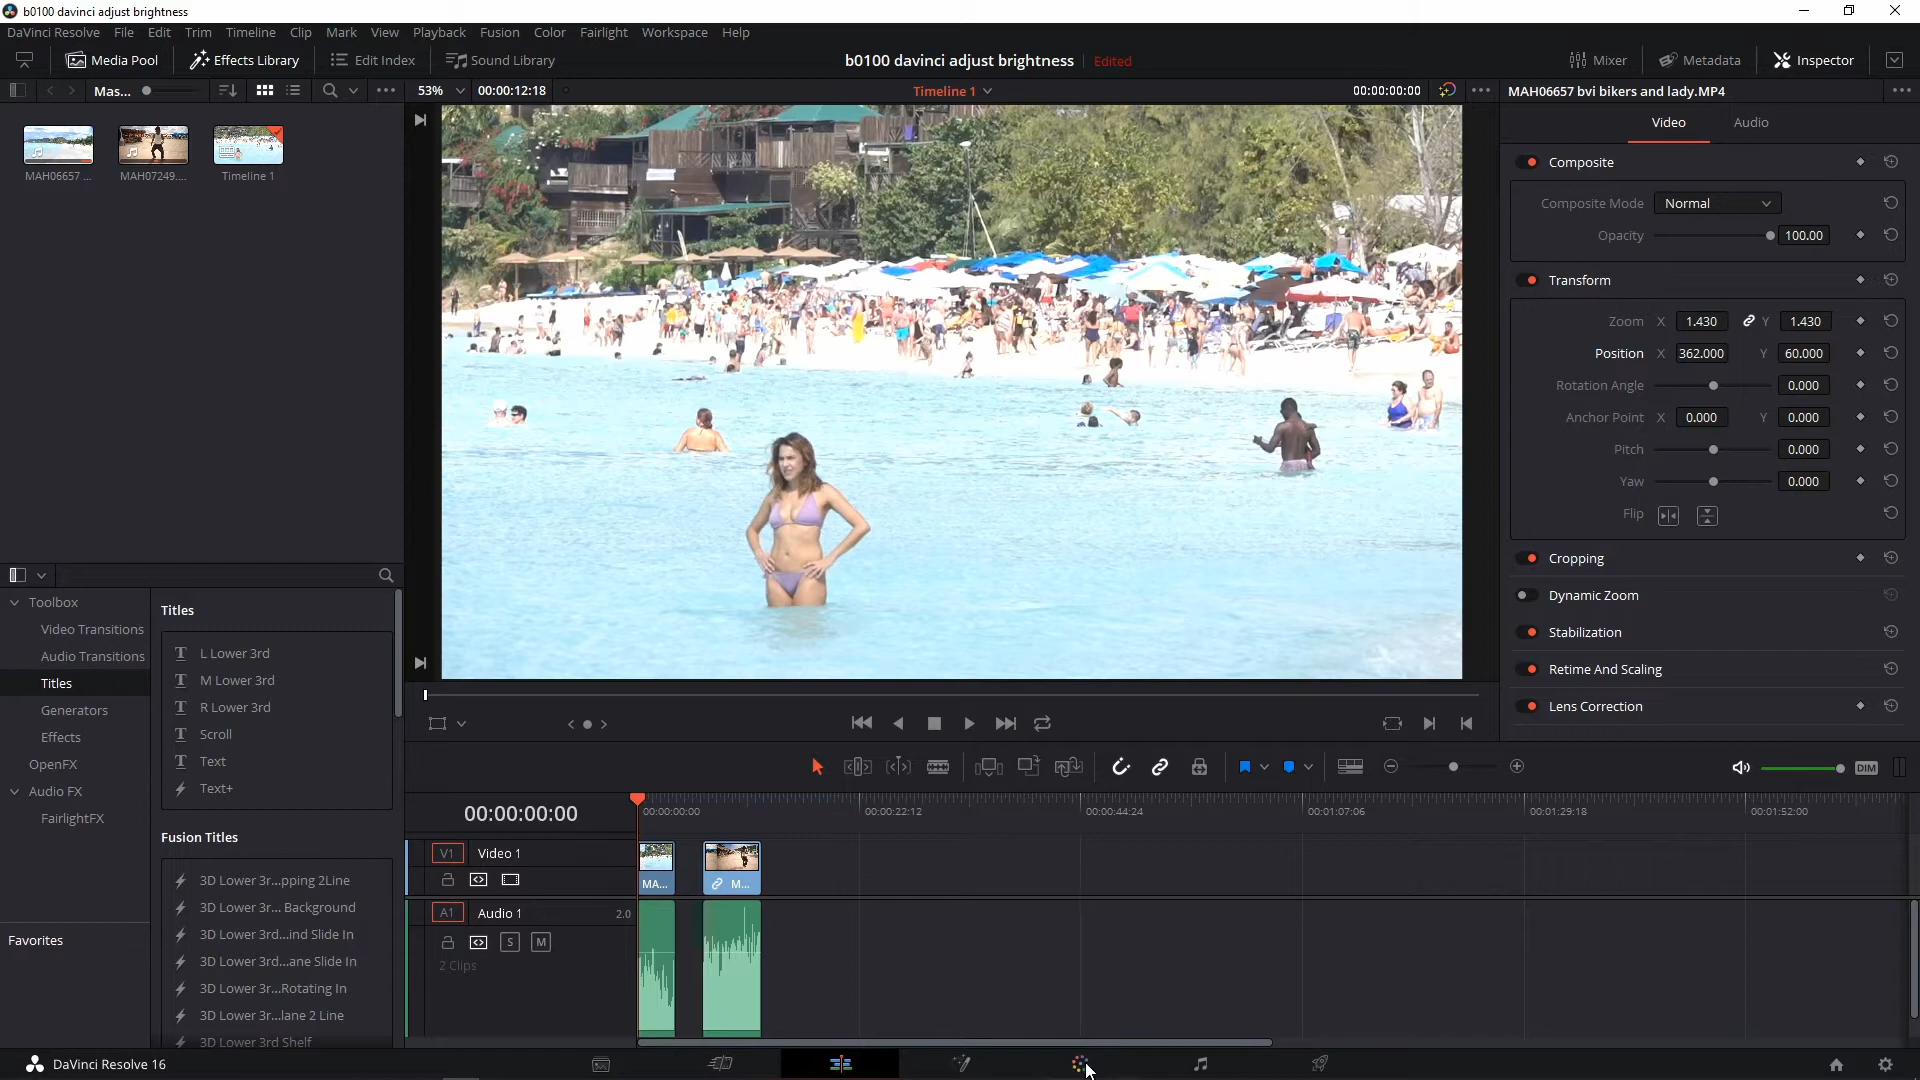 b0100 davinci adjust brightness
DaVinci Resolve File Edit Trim Timeline Clip Mark View Playback Fusion Color Fairlight Workspace Help
Media Pool Effects Library Edit Index Sound Library b0100 davinci adjust brightness Edited Mixer Metadata Inspector
Mas... 53% 00:00:12:18 Timeline 1 00:00:00:00 MAH06657 bvi bikers and lady.MP4
Video Audio
MAH06657 ... MAH07249.... Timeline 1
Composite
Composite Mode Normal
Opacity 100.00
Transform
Zoom X 1.430 Y 1.430
Position X 362.000 Y 60.000
Rotation Angle 0.000
Anchor Point X 0.000 Y 0.000
Pitch 0.000
Yaw 0.000
Flip
Cropping
Dynamic Zoom
Stabilization
Retime And Scaling
Lens Correction
Toolbox
Video Transitions
Audio Transitions
Titles
Generators
Effects
OpenFX
Audio FX
FairlightFX
Favorites
Titles
L Lower 3rd
M Lower 3rd
R Lower 3rd
Scroll
Text
Text+
Fusion Titles
3D Lower 3r...pping 2Line
3D Lower 3r... Background
3D Lower 3rd...ind Slide In
3D Lower 3rd...ane Slide In
3D Lower 3r...Rotating In
3D Lower 3r...lane 2 Line
3D Lower 3rd Shelf
DIM
00:00:00:00 00:00:00:00 00:00:22:12 00:00:44:24 00:01:07:06 00:01:29:18 00:01:52:00
V1 Video 1
MA... M...
A1 Audio 1 2.0
S M
2 Clips
DaVinci Resolve 16